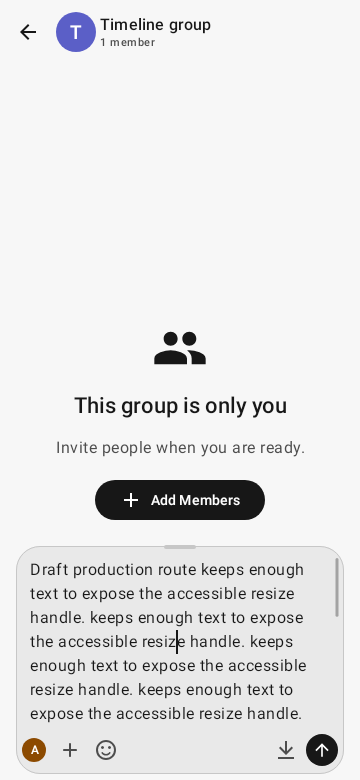 T
Timeline group
1 member
This group is only you
Invite people when you are ready.
Add Members
Draft production route keeps enough
text to expose the accessible resize
handle. keeps enough text to expose
the accessible resize handle. keeps
enough text to expose the accessible
resize handle. keeps enough text to
expose the accessible resize handle.
A